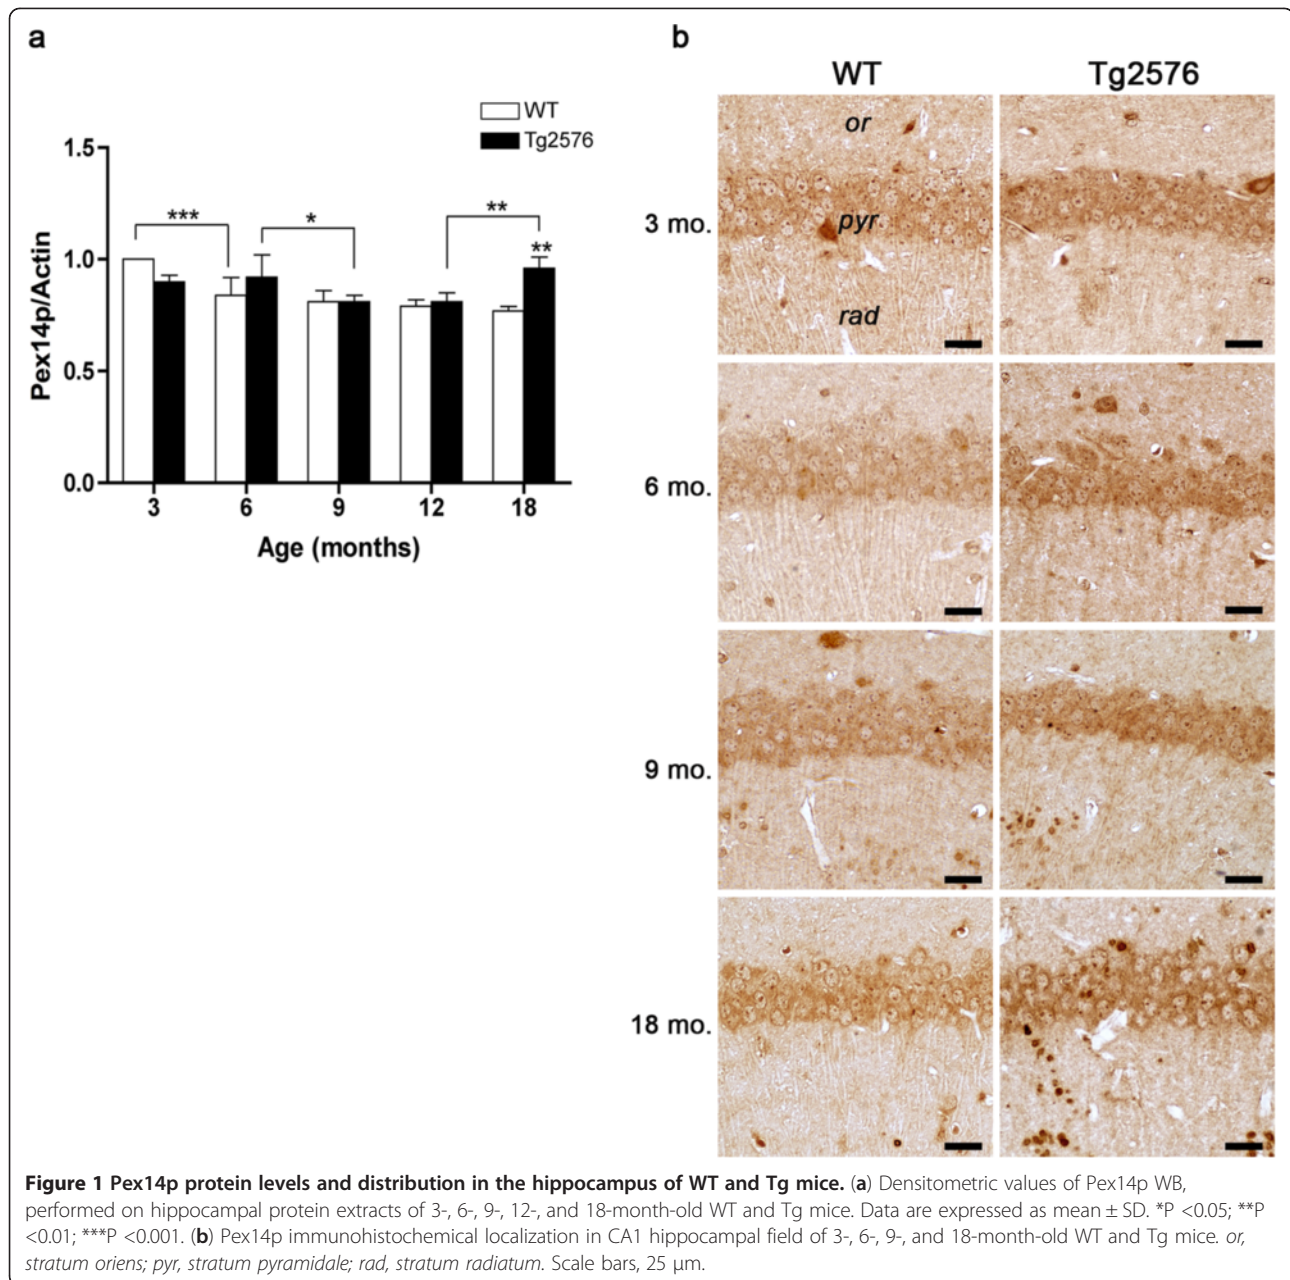 a
WT
Tg2576
1.5
1.0
0.5
0.0
***
*
**
**
Pex14p/Actin
3 6 9 12 18
Age (months)
b
WT Tg2576
3 mo.
or
pyr
rad
6 mo.
9 mo.
18 mo.
Figure 1 Pex14p protein levels and distribution in the hippocampus of WT and Tg mice. (a) Densitometric values of Pex14p WB,
performed on hippocampal protein extracts of 3-, 6-, 9-, 12-, and 18-month-old WT and Tg mice. Data are expressed as mean ± SD. *P <0.05; **P
<0.01; ***P <0.001. (b) Pex14p immunohistochemical localization in CA1 hippocampal field of 3-, 6-, 9-, and 18-month-old WT and Tg mice. or,
stratum oriens; pyr, stratum pyramidale; rad, stratum radiatum. Scale bars, 25 μm.